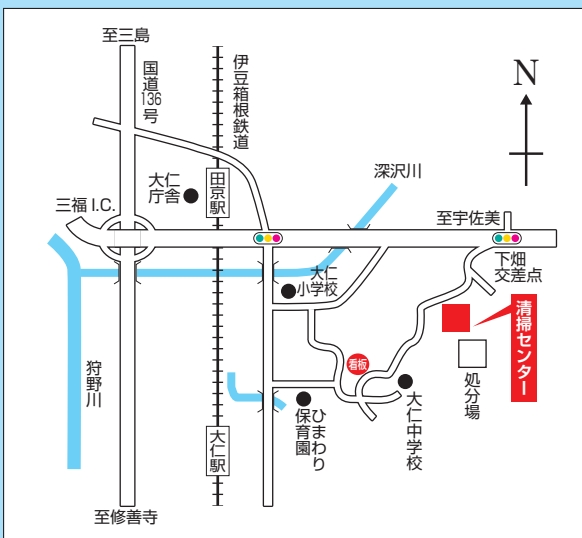 至三島
国道136号
伊豆箱根鉄道
N
大仁
庁舎
田京駅
深沢川
三福I.C.
至宇佐美
下畑
交差点
大仁
小学校
清掃センター
看板
処分場
狩野川
大仁駅
ひまわり
保育園
大仁中学校
至修善寺